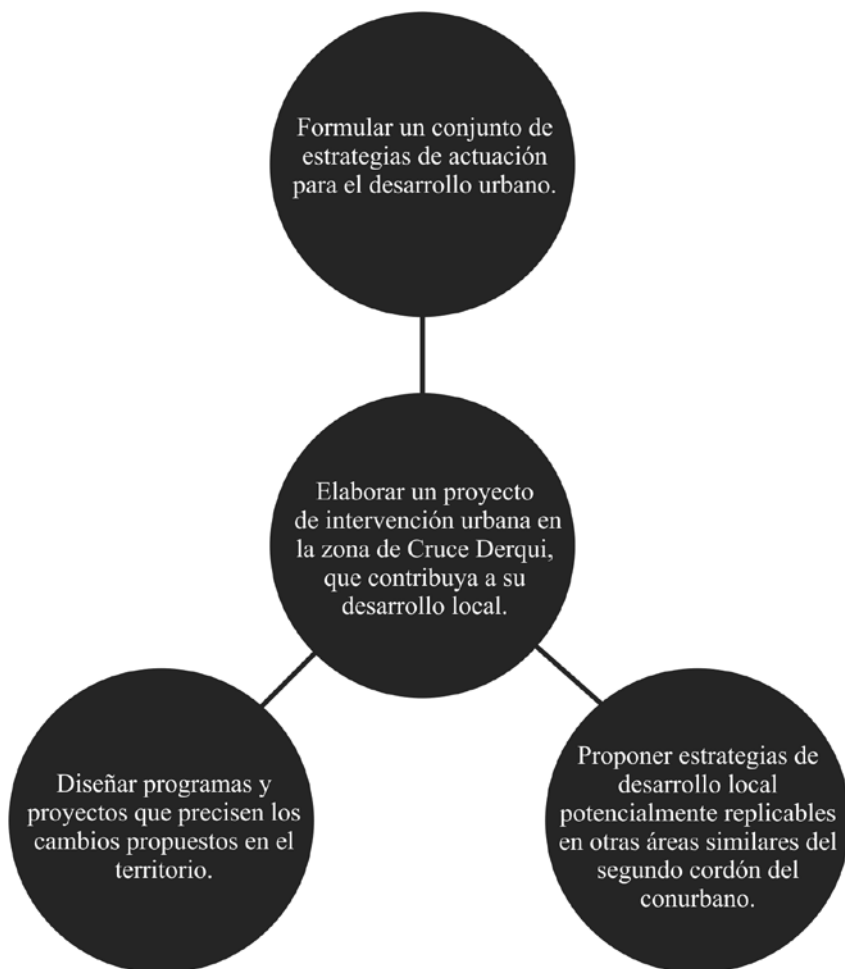 Formular un conjunto de
estrategias de actuación
para el desarrollo urbano.
Elaborar un proyecto
de intervención urbana en
la zona de Cruce Derqui,
que contribuya a su
desarrollo local.
Diseñar programas y
proyectos que precisen los
cambios propuestos en el
territorio.
Proponer estrategias de
desarrollo local
potencialmente replicables
en otras áreas similares del
segundo cordón del
conurbano.